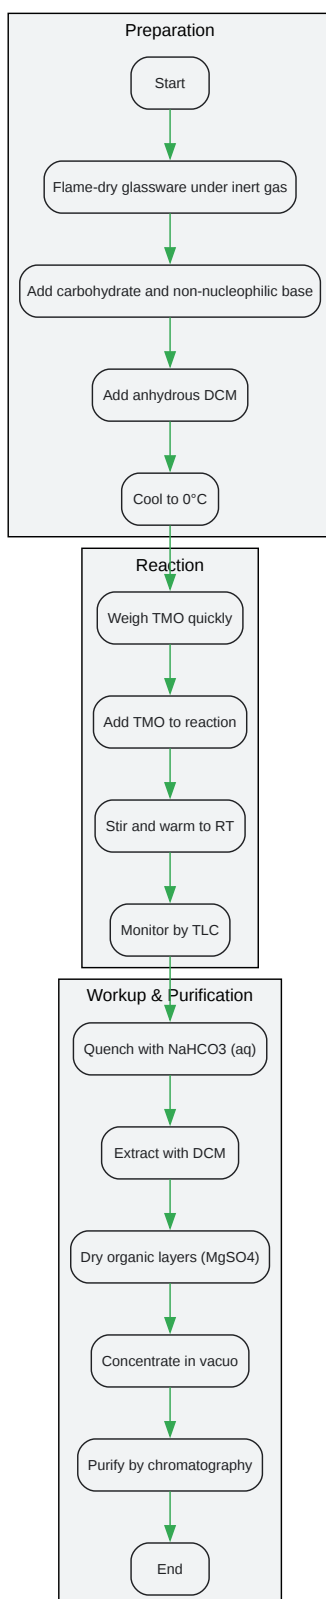 Preparation
Start
Flame-dry glassware under inert gas
Add carbohydrate and non-nucleophilic base
Add anhydrous DCM
Cool to 0°C
Reaction
Weigh TMO quickly
Add TMO to reaction
Stir and warm to RT
Monitor by TLC
Workup & Purification
Quench with NaHCO3 (aq)
Extract with DCM
Dry organic layers (MgSO4)
Concentrate in vacuo
Purify by chromatography
End